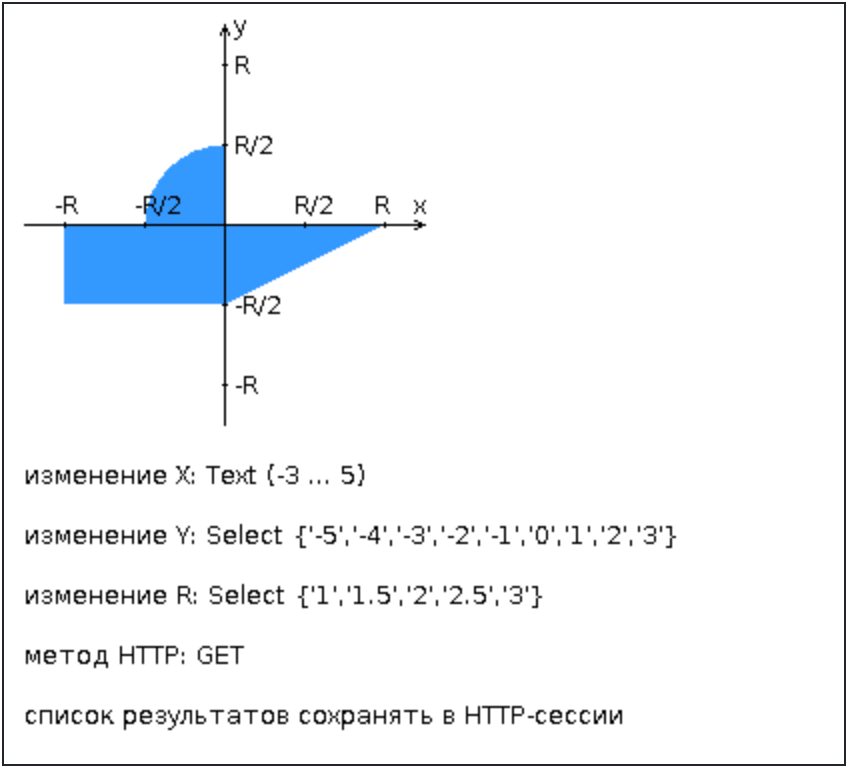 y
R
R/2
-R -R/2 R/2 R x
-R/2
-R
изменение X: Text (-3 ... 5)
изменение Y: Select {'-5','-4','-3','-2','-1','0','1','2','3'}
изменение R: Select {'1','1.5','2','2.5','3'}
метод HTTP: GET
список результатов сохранять в HTTP-сессии